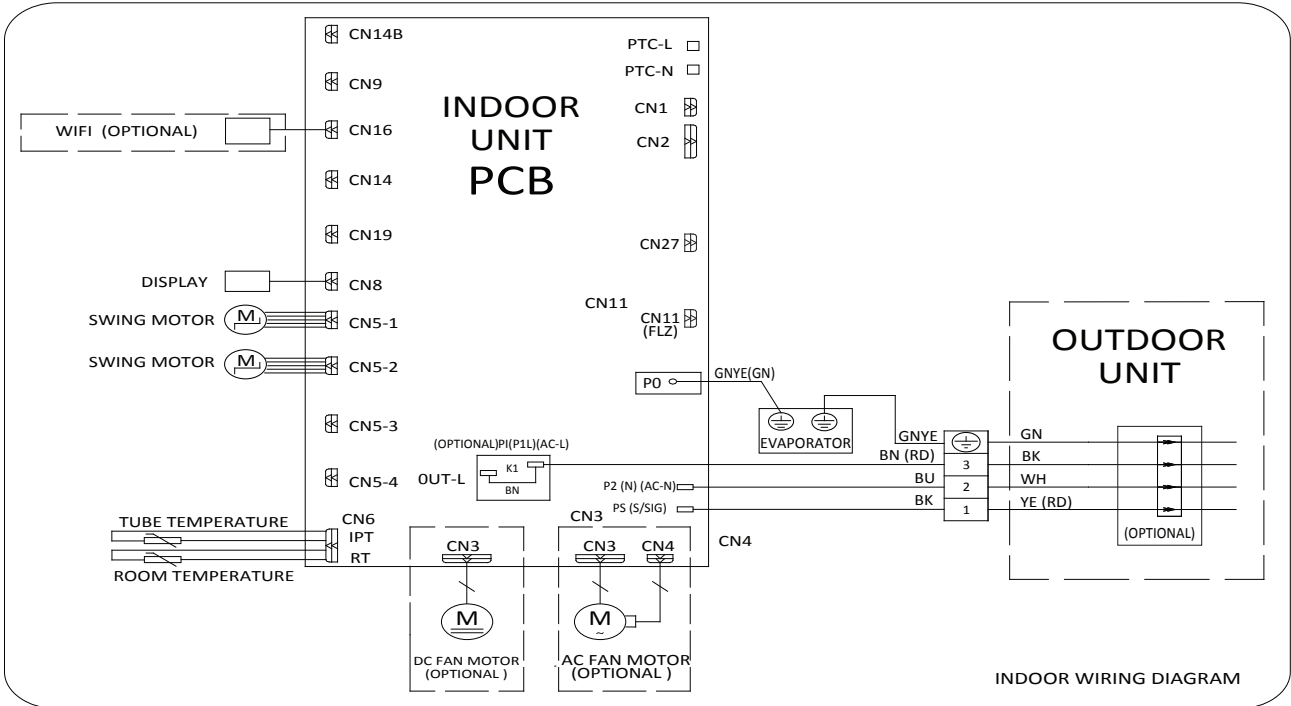 CN14B
PTC-L
PTC-N
CN9
CN1
INDOOR
UNIT
PCB
WIFI (OPTIONAL)
CN16
CN2
CN14
CN19
CN27
DISPLAY
CN8
CN11
SWING MOTOR
M
CN5-1
CN11
(FLZ)
OUTDOOR
UNIT
SWING MOTOR
M
CN5-2
P0
GNYE(GN)
EVAPORATOR
CN5-3
GNYE
GN
(OPTIONAL)PI(P1L)(AC-L)
BN (RD)
3
BK
K1
OUT-L
BN
CN5-4
P2 (N) (AC-N)
BU
2
WH
PS (S/SIG)
BK
1
YE (RD)
(OPTIONAL)
CN6
TUBE TEMPERATURE
IPT
RT
ROOM TEMPERATURE
CN3
CN4
CN3
CN3
CN4
M
M
~
DC FAN MOTOR
(OPTIONAL )
AC FAN MOTOR
(OPTIONAL )
INDOOR WIRING DIAGRAM